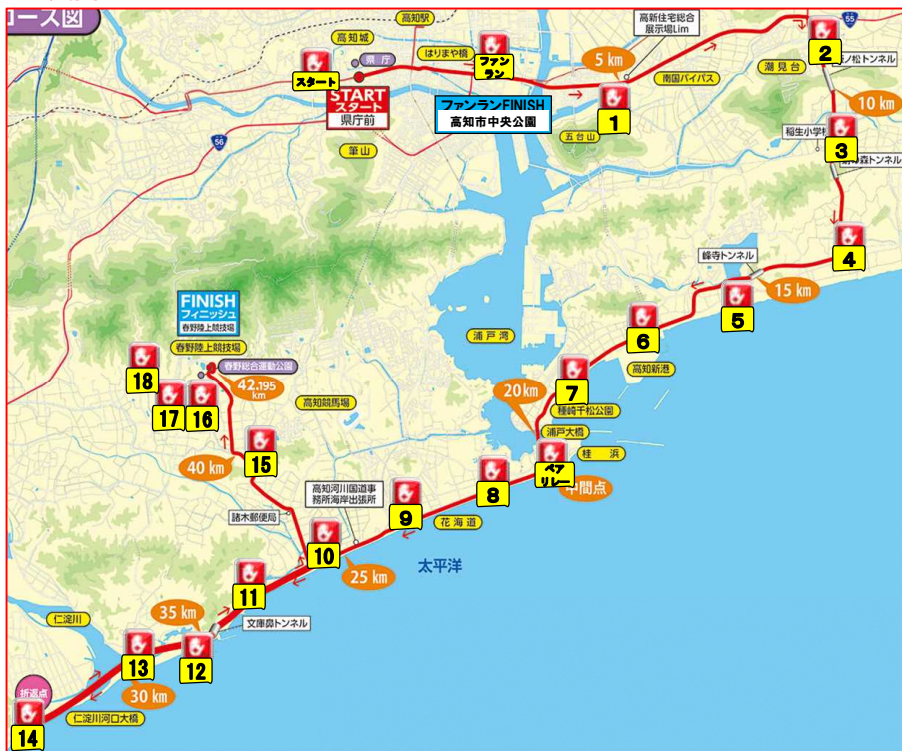 コース図
高知駅
高知城
県庁
はりまや橋
高新住宅総合
展示場Lim
55
スタート
ファン
ラン
2
潮見台
START
スタート
県庁前
5 km
南国バイパス
ファンランFINISH
高知市中央公園
1
10 km
56
筆山
五台山
稲生小学校
3
4
峰寺トンネル
15 km
5
FINISH
フィニッシュ
春野陸上競技場
春野陸上競技場
春野総合運動公園
42.195
km
浦戸湾
6
高知新港
7
18
17
16
高知競馬場
20 km
種崎千松公園
浦戸大橋
桂 浜
15
40 km
ペア
リレー
中間点
8
高知河川国道事
務所海岸出張所
9
花海道
諸木郵便局
10
25 km
太平洋
11
35 km
文庫鼻トンネル
仁淀川
13
12
30 km
折返点
14
仁淀川河口大橋